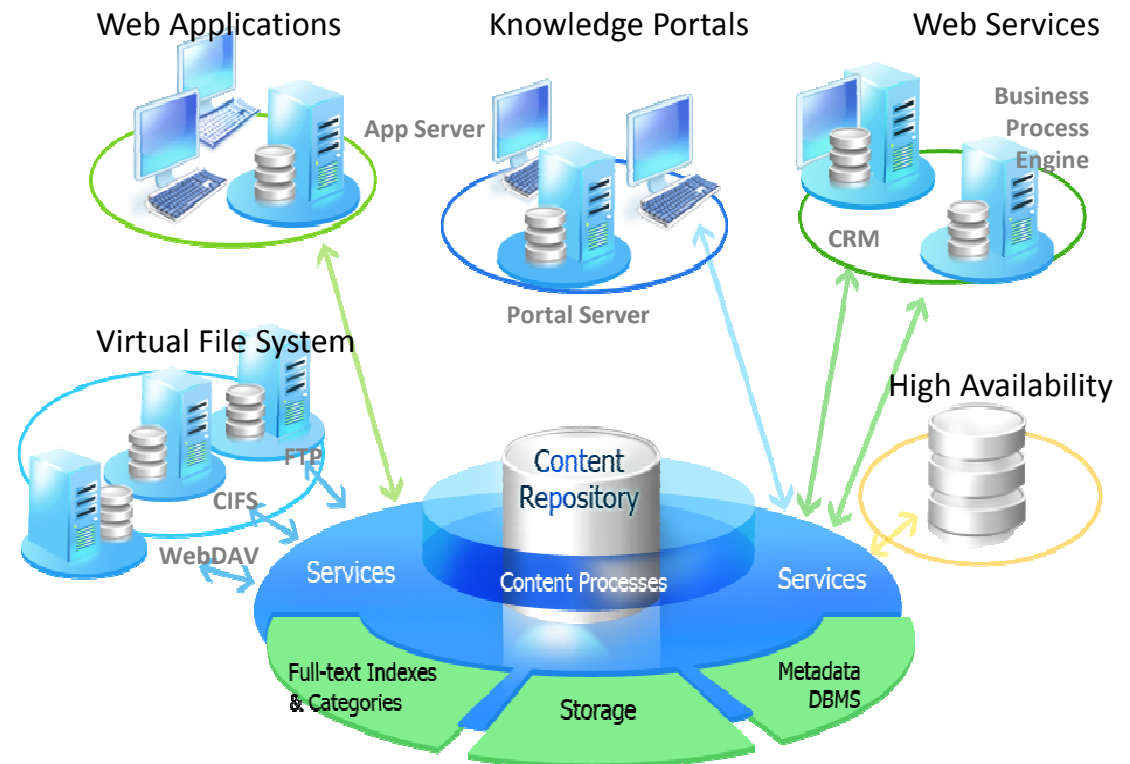 Web Applications
Knowledge Portals
Web Services
App Server
Business
Process
Engine
CRM
Portal Server
Virtual File System
High Availability
FTP
CIFS
WebDAV
Content
Repository
Services
Content Processes
Services
Full-text Indexes
& Categories
Storage
Metadata
DBMS